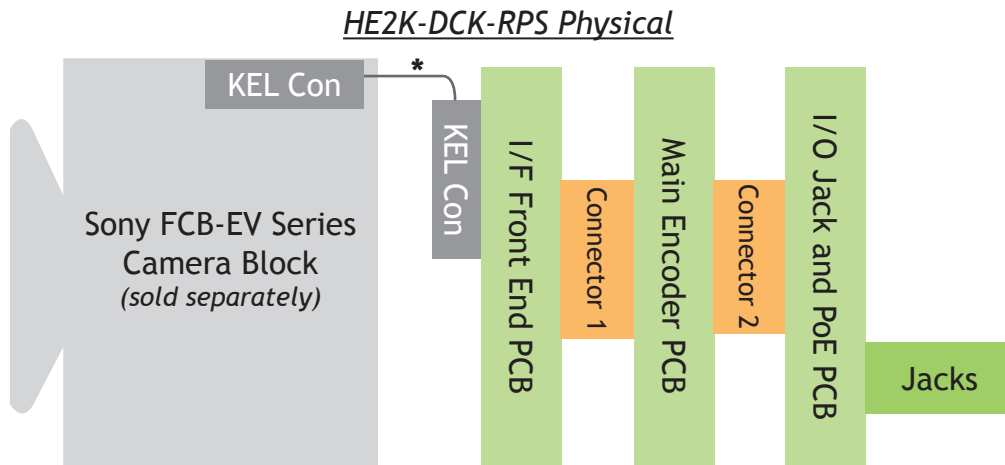 HE2K-DCK-RPS Physical
KEL Con
*
KEL Con
Sony FCB-EV Series
Camera Block
(sold separately)
I/F Front End PCB
Connector 1
Main Encoder PCB
Connector 2
I/O Jack and PoE PCB
Jacks